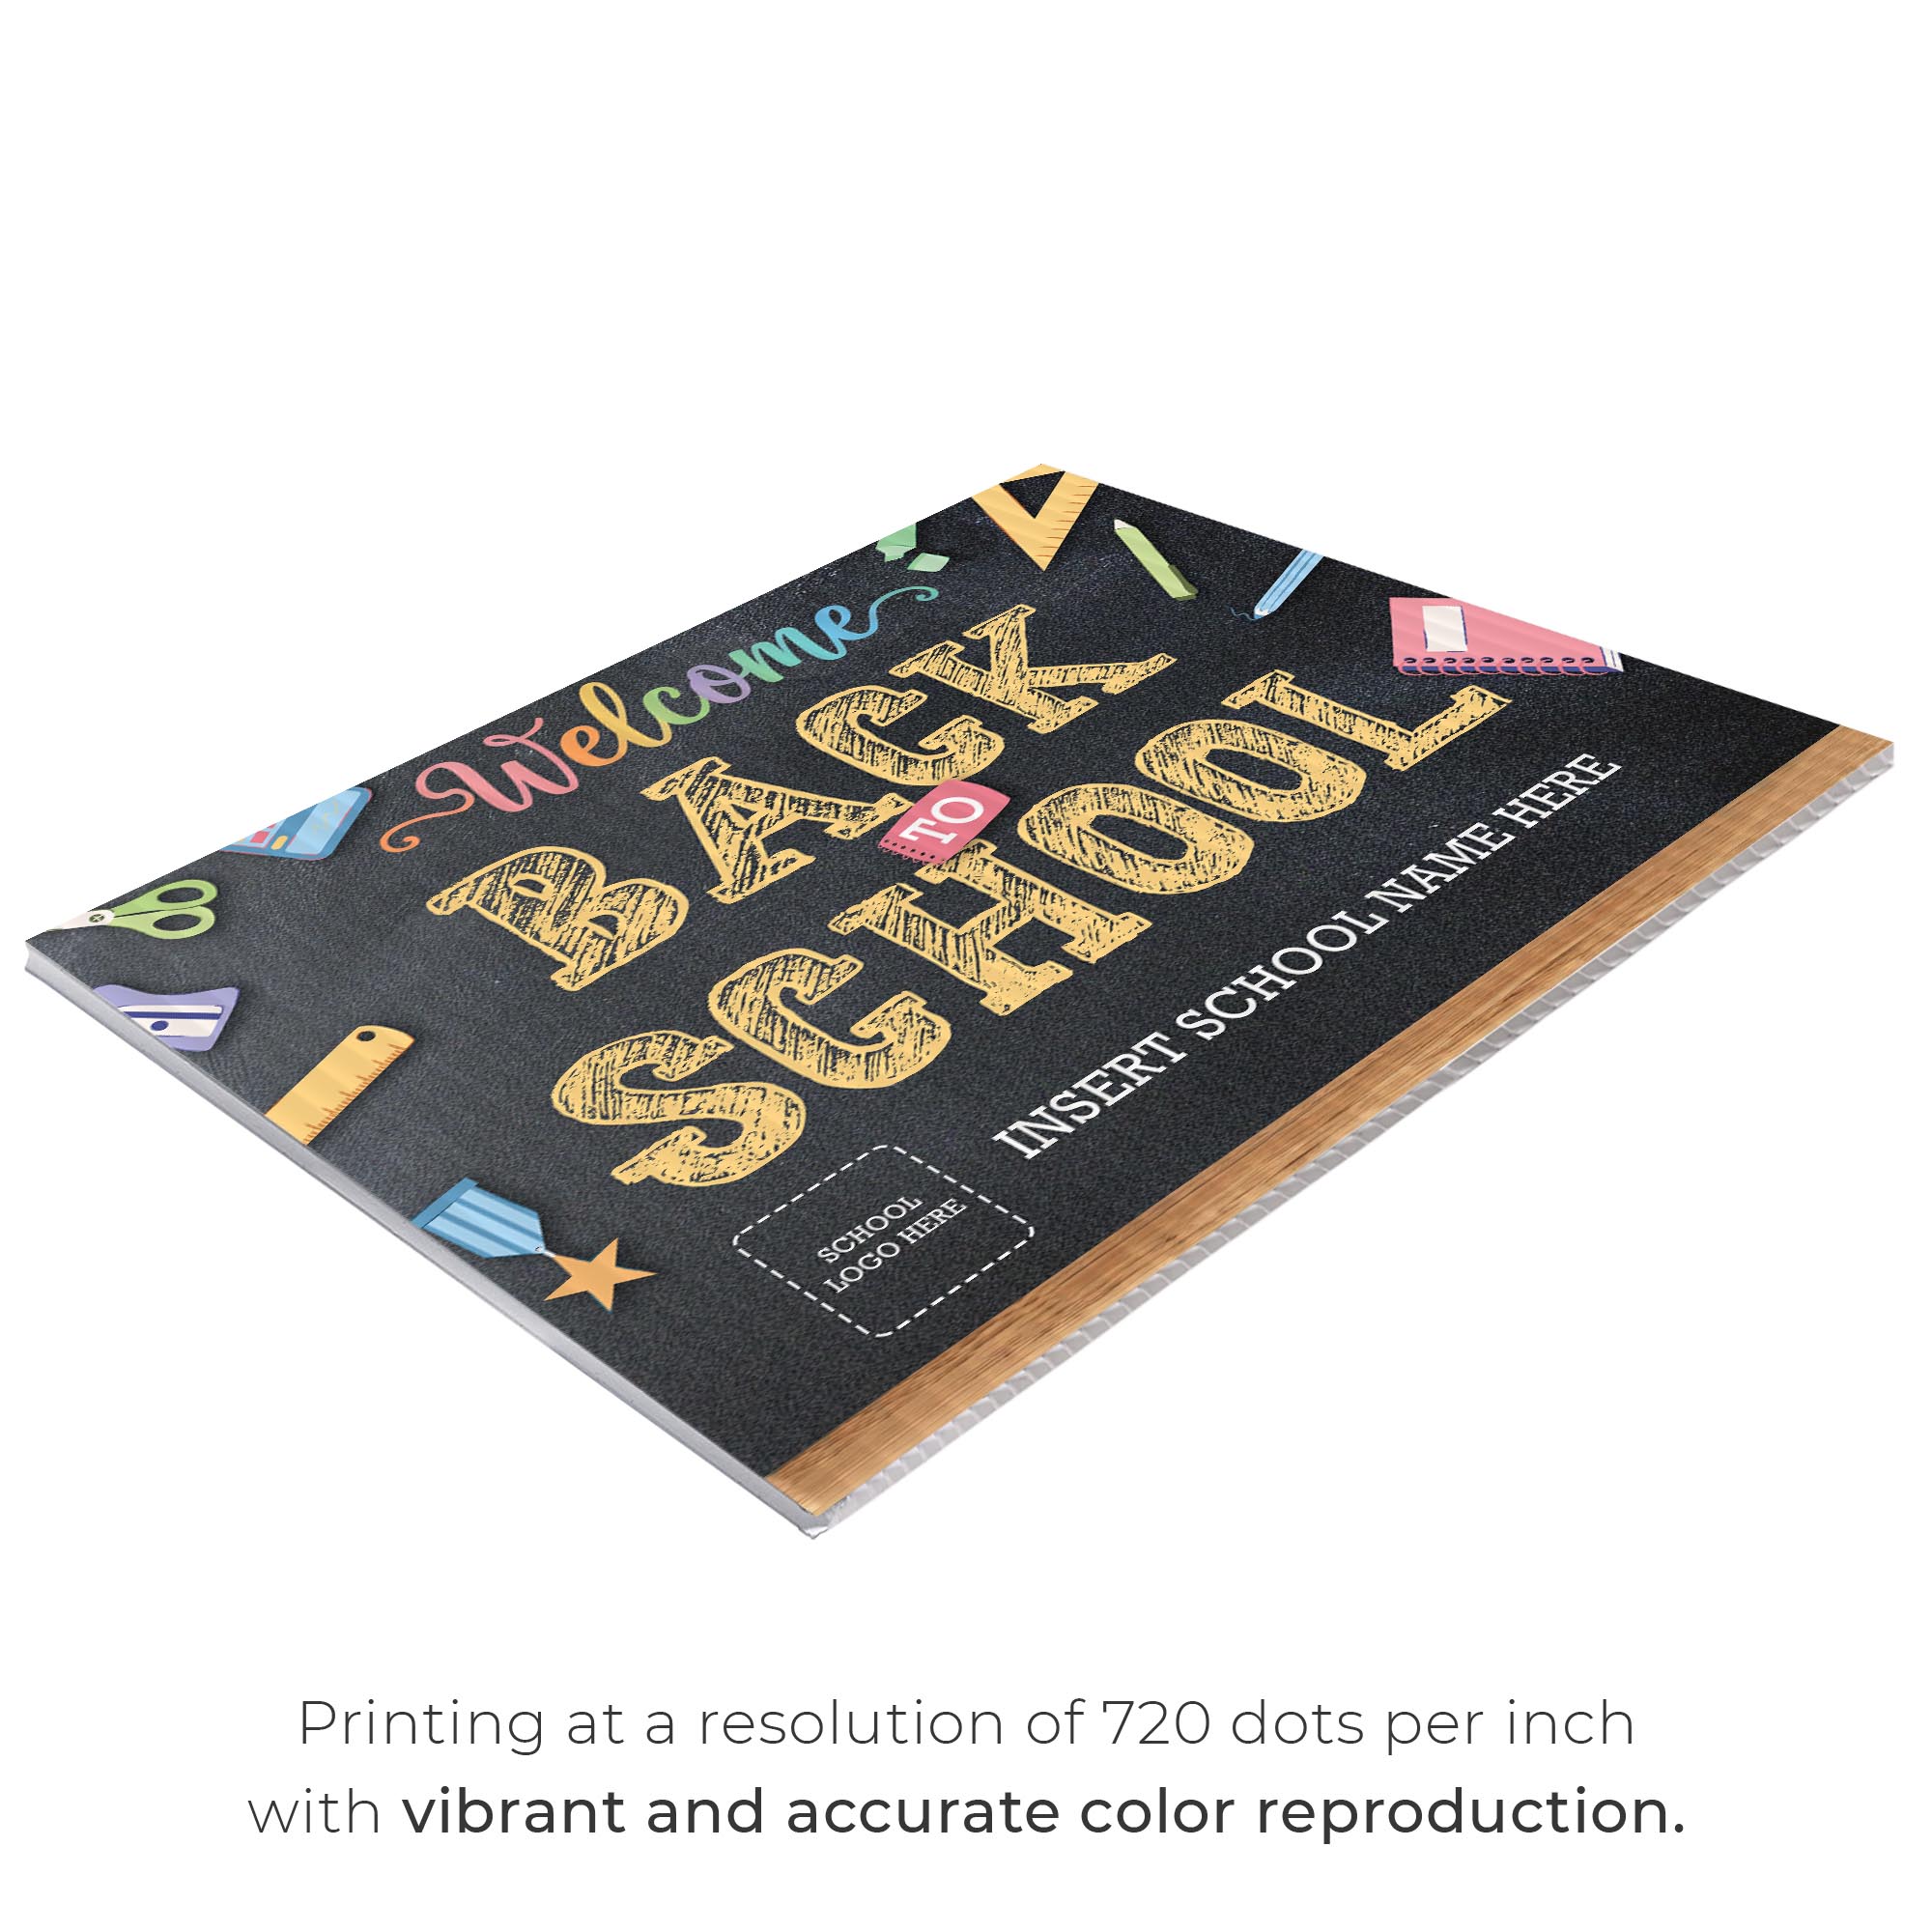 Welcome
BACK
TO
SCHOOL
INSERT SCHOOL NAME HERE
SCHOOL
LOGO HERE
Printing at a resolution of 720 dots per inch
with vibrant and accurate color reproduction.